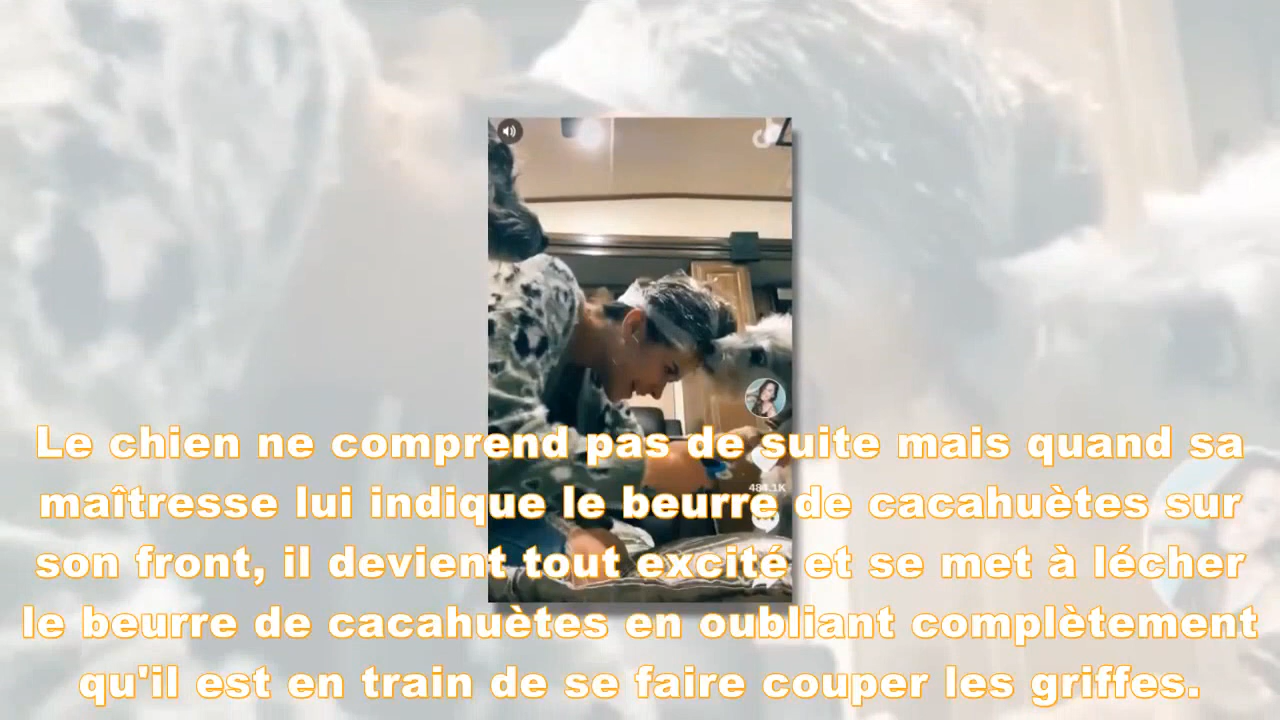 484.1K
Le chien ne comprend pas de suite mais quand sa
maîtresse lui indique le beurre de cacahuètes sur
son front, il devient tout excité et se met à lécher
le beurre de cacahuètes en oubliant complètement
qu'il est en train de se faire couper les griffes.